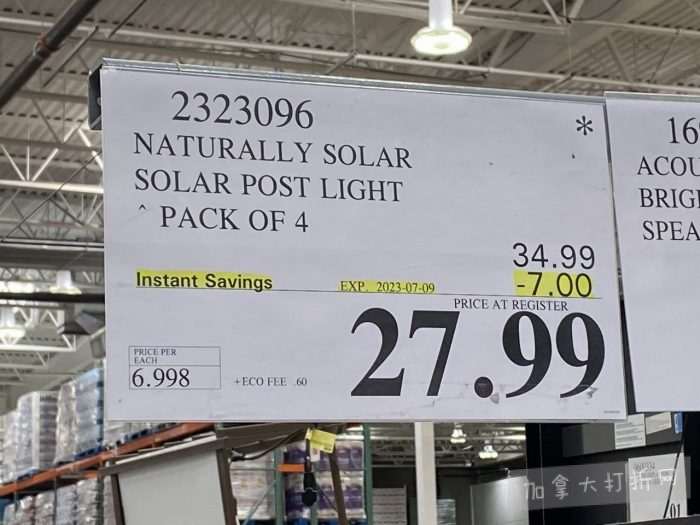 2323096
*
NATURALLY SOLAR
SOLAR POST LIGHT
^ PACK OF 4
34.99
Instant Savings EXP. 2023-07-09 -7.00
PRICE AT REGISTER
27.99
PRICE PER
EACH
6.998
+ECO FEE .60
16
ACOU
BRIG
SPEA
加拿大打折网
.01